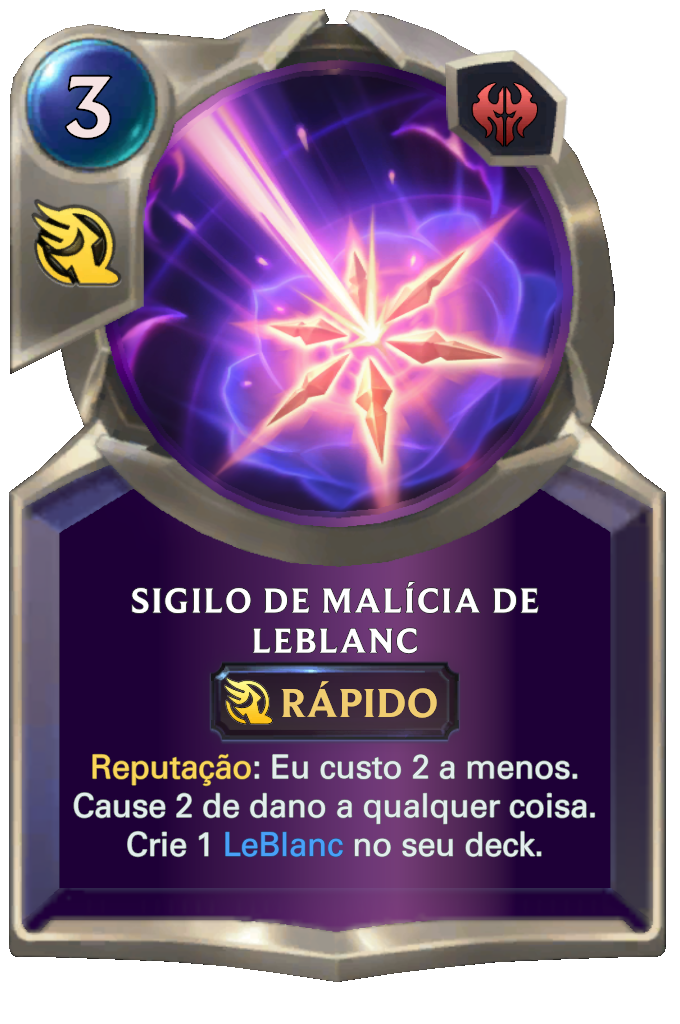 3
SIGILO DE MALÍCIA DE
LEBLANC
RÁPIDO
Reputação: Eu custo 2 a menos.
Cause 2 de dano a qualquer coisa.
Crie 1 LeBlanc no seu deck.